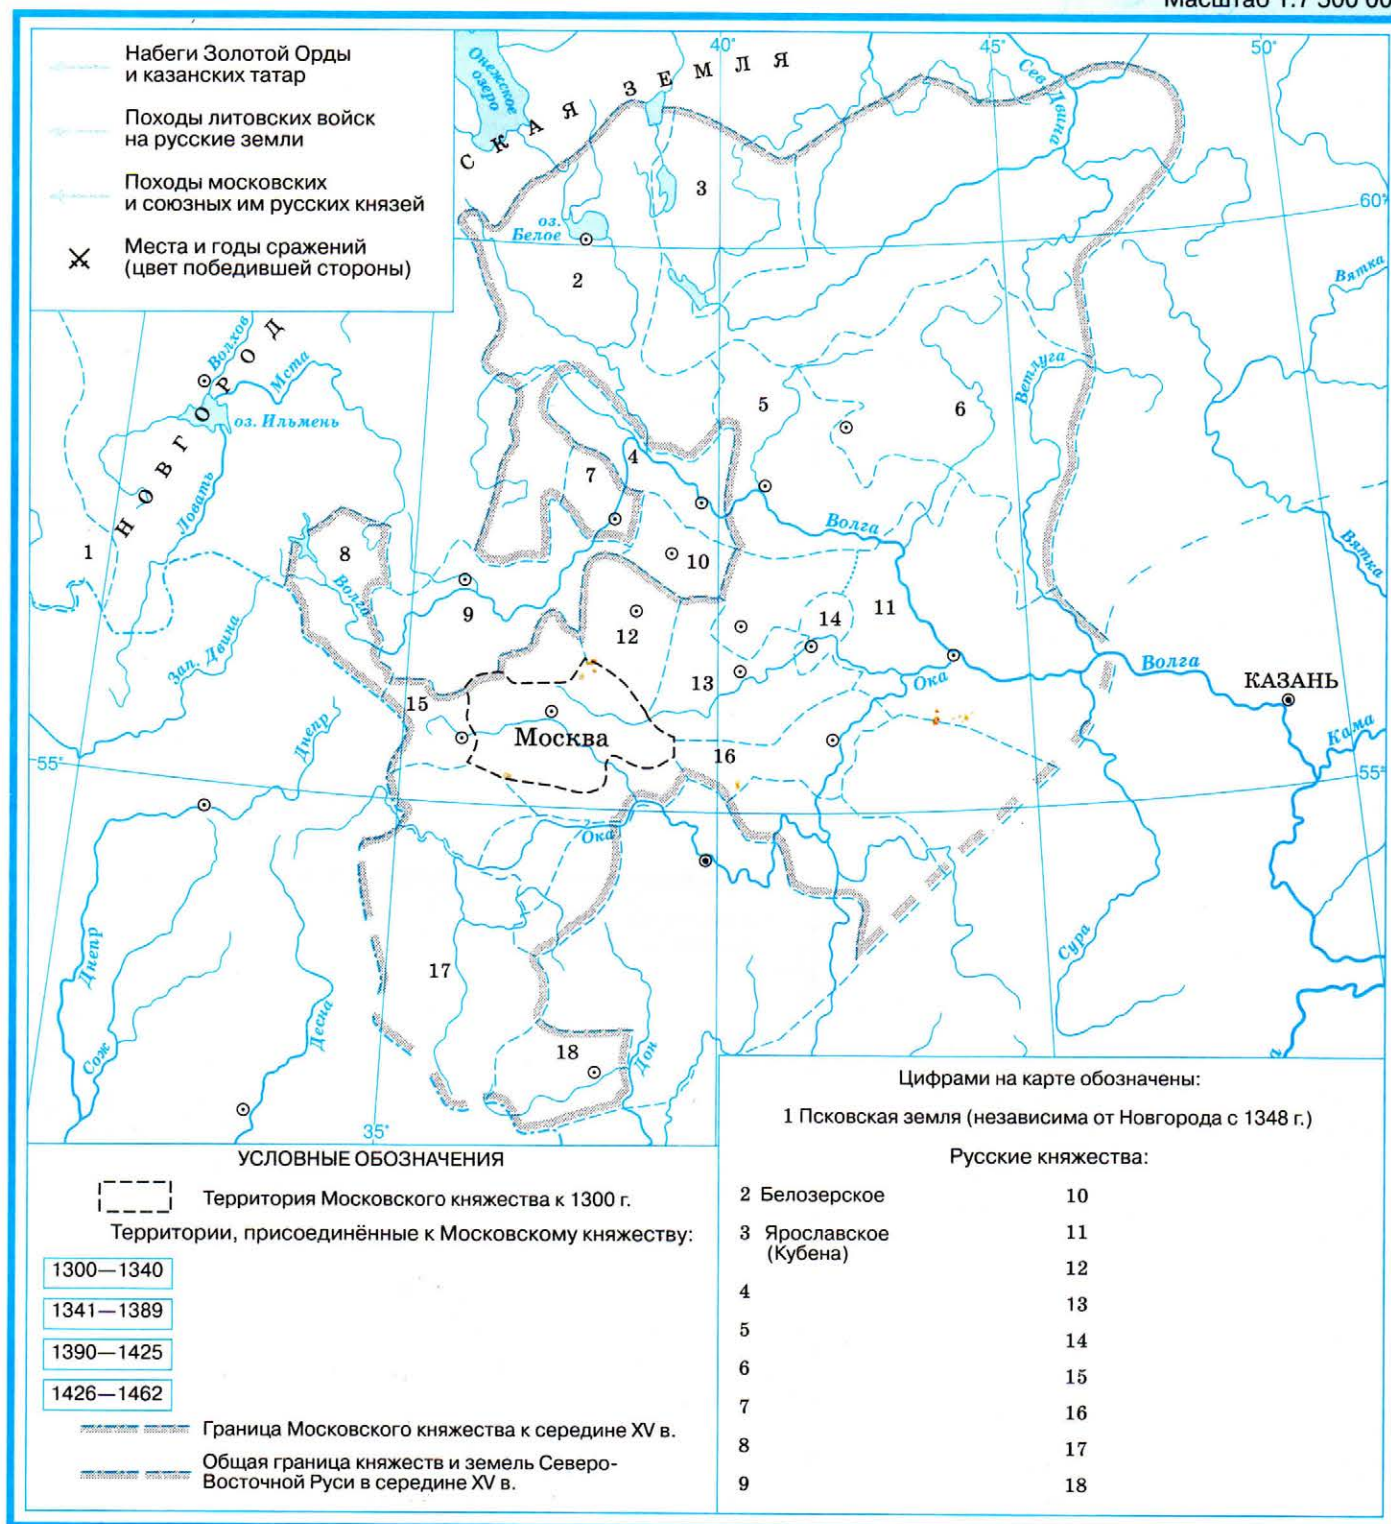 Масштаб 1:7 500 00
Набеги Золотой Орды
и казанских татар
Походы литовских войск
на русские земли
Походы московских
и союзных им русских князей
Места и годы сражений
(цвет победившей стороны)
40°
45°
50°
Онежское
озеро
СКАЯ ЗЕМЛЯ
Сев. Двина
3
60°
оз.
Белое
2
Вятка
НОВГОРОД
Волхов
Мста
оз. Ильмень
Ветлуга
5
6
4
7
Ловать
Волга
1
8
10
Вятка
Волга
9
11
14
12
Зап. Двина
13
Волга
Ока
КАЗАНЬ
15
Москва
Днепр
16
Кама
55°
55°
Ока
Днепр
17
Сура
Десна
Сож
18
Дон
а
35°
Цифрами на карте обозначены:
1 Псковская земля (независима от Новгорода с 1348 г.)
Русские княжества:
2 Белозерское
3 Ярославское
(Кубена)
4
5
6
7
8
9
10
11
12
13
14
15
16
17
18
УСЛОВНЫЕ ОБОЗНАЧЕНИЯ
Территория Московского княжества к 1300 г.
Территории, присоединённые к Московскому княжеству:
1300—1340
1341—1389
1390—1425
1426—1462
Граница Московского княжества к середине XV в.
Общая граница княжеств и земель Северо-
Восточной Руси в середине XV в.